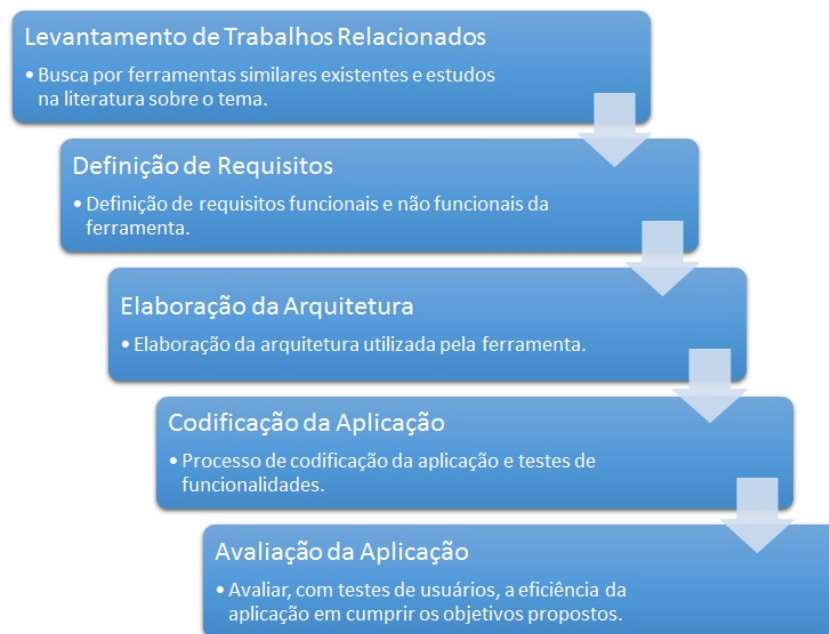 Levantamento de Trabalhos Relacionados
• Busca por ferramentas similares existentes e estudos
na literatura sobre o tema.
Definição de Requisitos
• Definição de requisitos funcionais e não funcionais da
ferramenta.
Elaboração da Arquitetura
• Elaboração da arquitetura utilizada pela ferramenta.
Codificação da Aplicação
• Processo de codificação da aplicação e testes de
funcionalidades.
Avaliação da Aplicação
• Avaliar, com testes de usuários, a eficiência da
aplicação em cumprir os objetivos propostos.